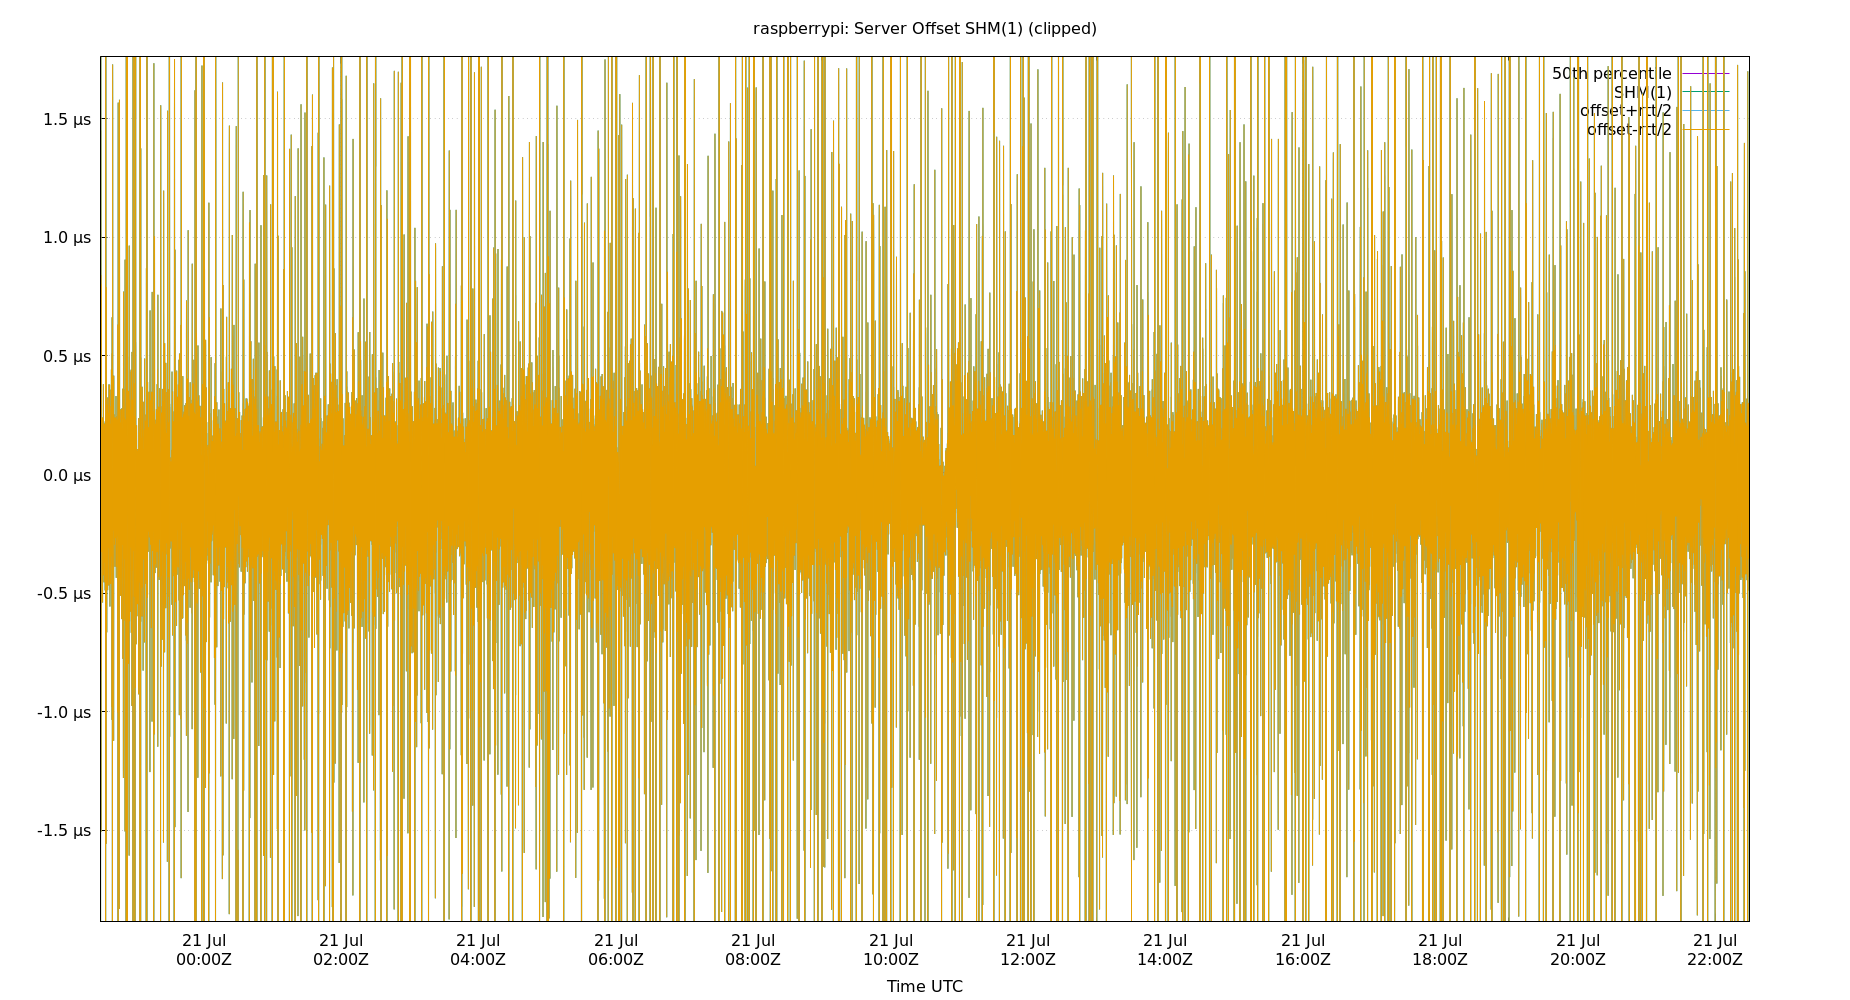 raspberrypi: Server Offset SHM(1) (clipped)
50th percentile
SHM(1)
offset+rtt/2
offset-rtt/2
1.5 µs
1.0 µs
0.5 µs
0.0 µs
-0.5 µs
-1.0 µs
-1.5 µs
21 Jul 21 Jul 21 Jul 21 Jul 21 Jul 21 Jul 21 Jul 21 Jul 21 Jul 21 Jul 21 Jul 21 Jul
00:00Z 02:00Z 04:00Z 06:00Z 08:00Z 10:00Z 12:00Z 14:00Z 16:00Z 18:00Z 20:00Z 22:00Z
Time UTC